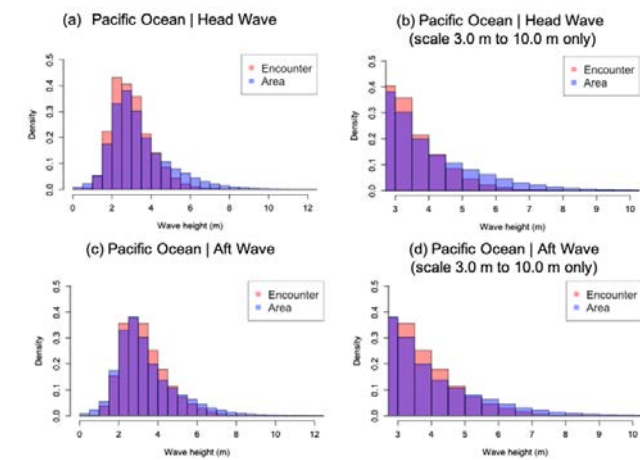 (a) Pacific Ocean | Head Wave
Encounter
Area
Density
0.0 0.1 0.2 0.3 0.4 0.5
0 2 4 6 8 10 12
Wave height (m)
(b) Pacific Ocean | Head Wave
(scale 3.0 m to 10.0 m only)
Encounter
Area
Density
0.0 0.1 0.2 0.3 0.4 0.5
3 4 5 6 7 8 9 10
Wave height (m)
(c) Pacific Ocean | Aft Wave
Encounter
Area
Density
0.0 0.1 0.2 0.3 0.4 0.5
0 2 4 6 8 10 12
Wave height (m)
(d) Pacific Ocean | Aft Wave
(scale 3.0 m to 10.0 m only)
Encounter
Area
Density
0.0 0.1 0.2 0.3 0.4 0.5
3 4 5 6 7 8 9 10
Wave height (m)